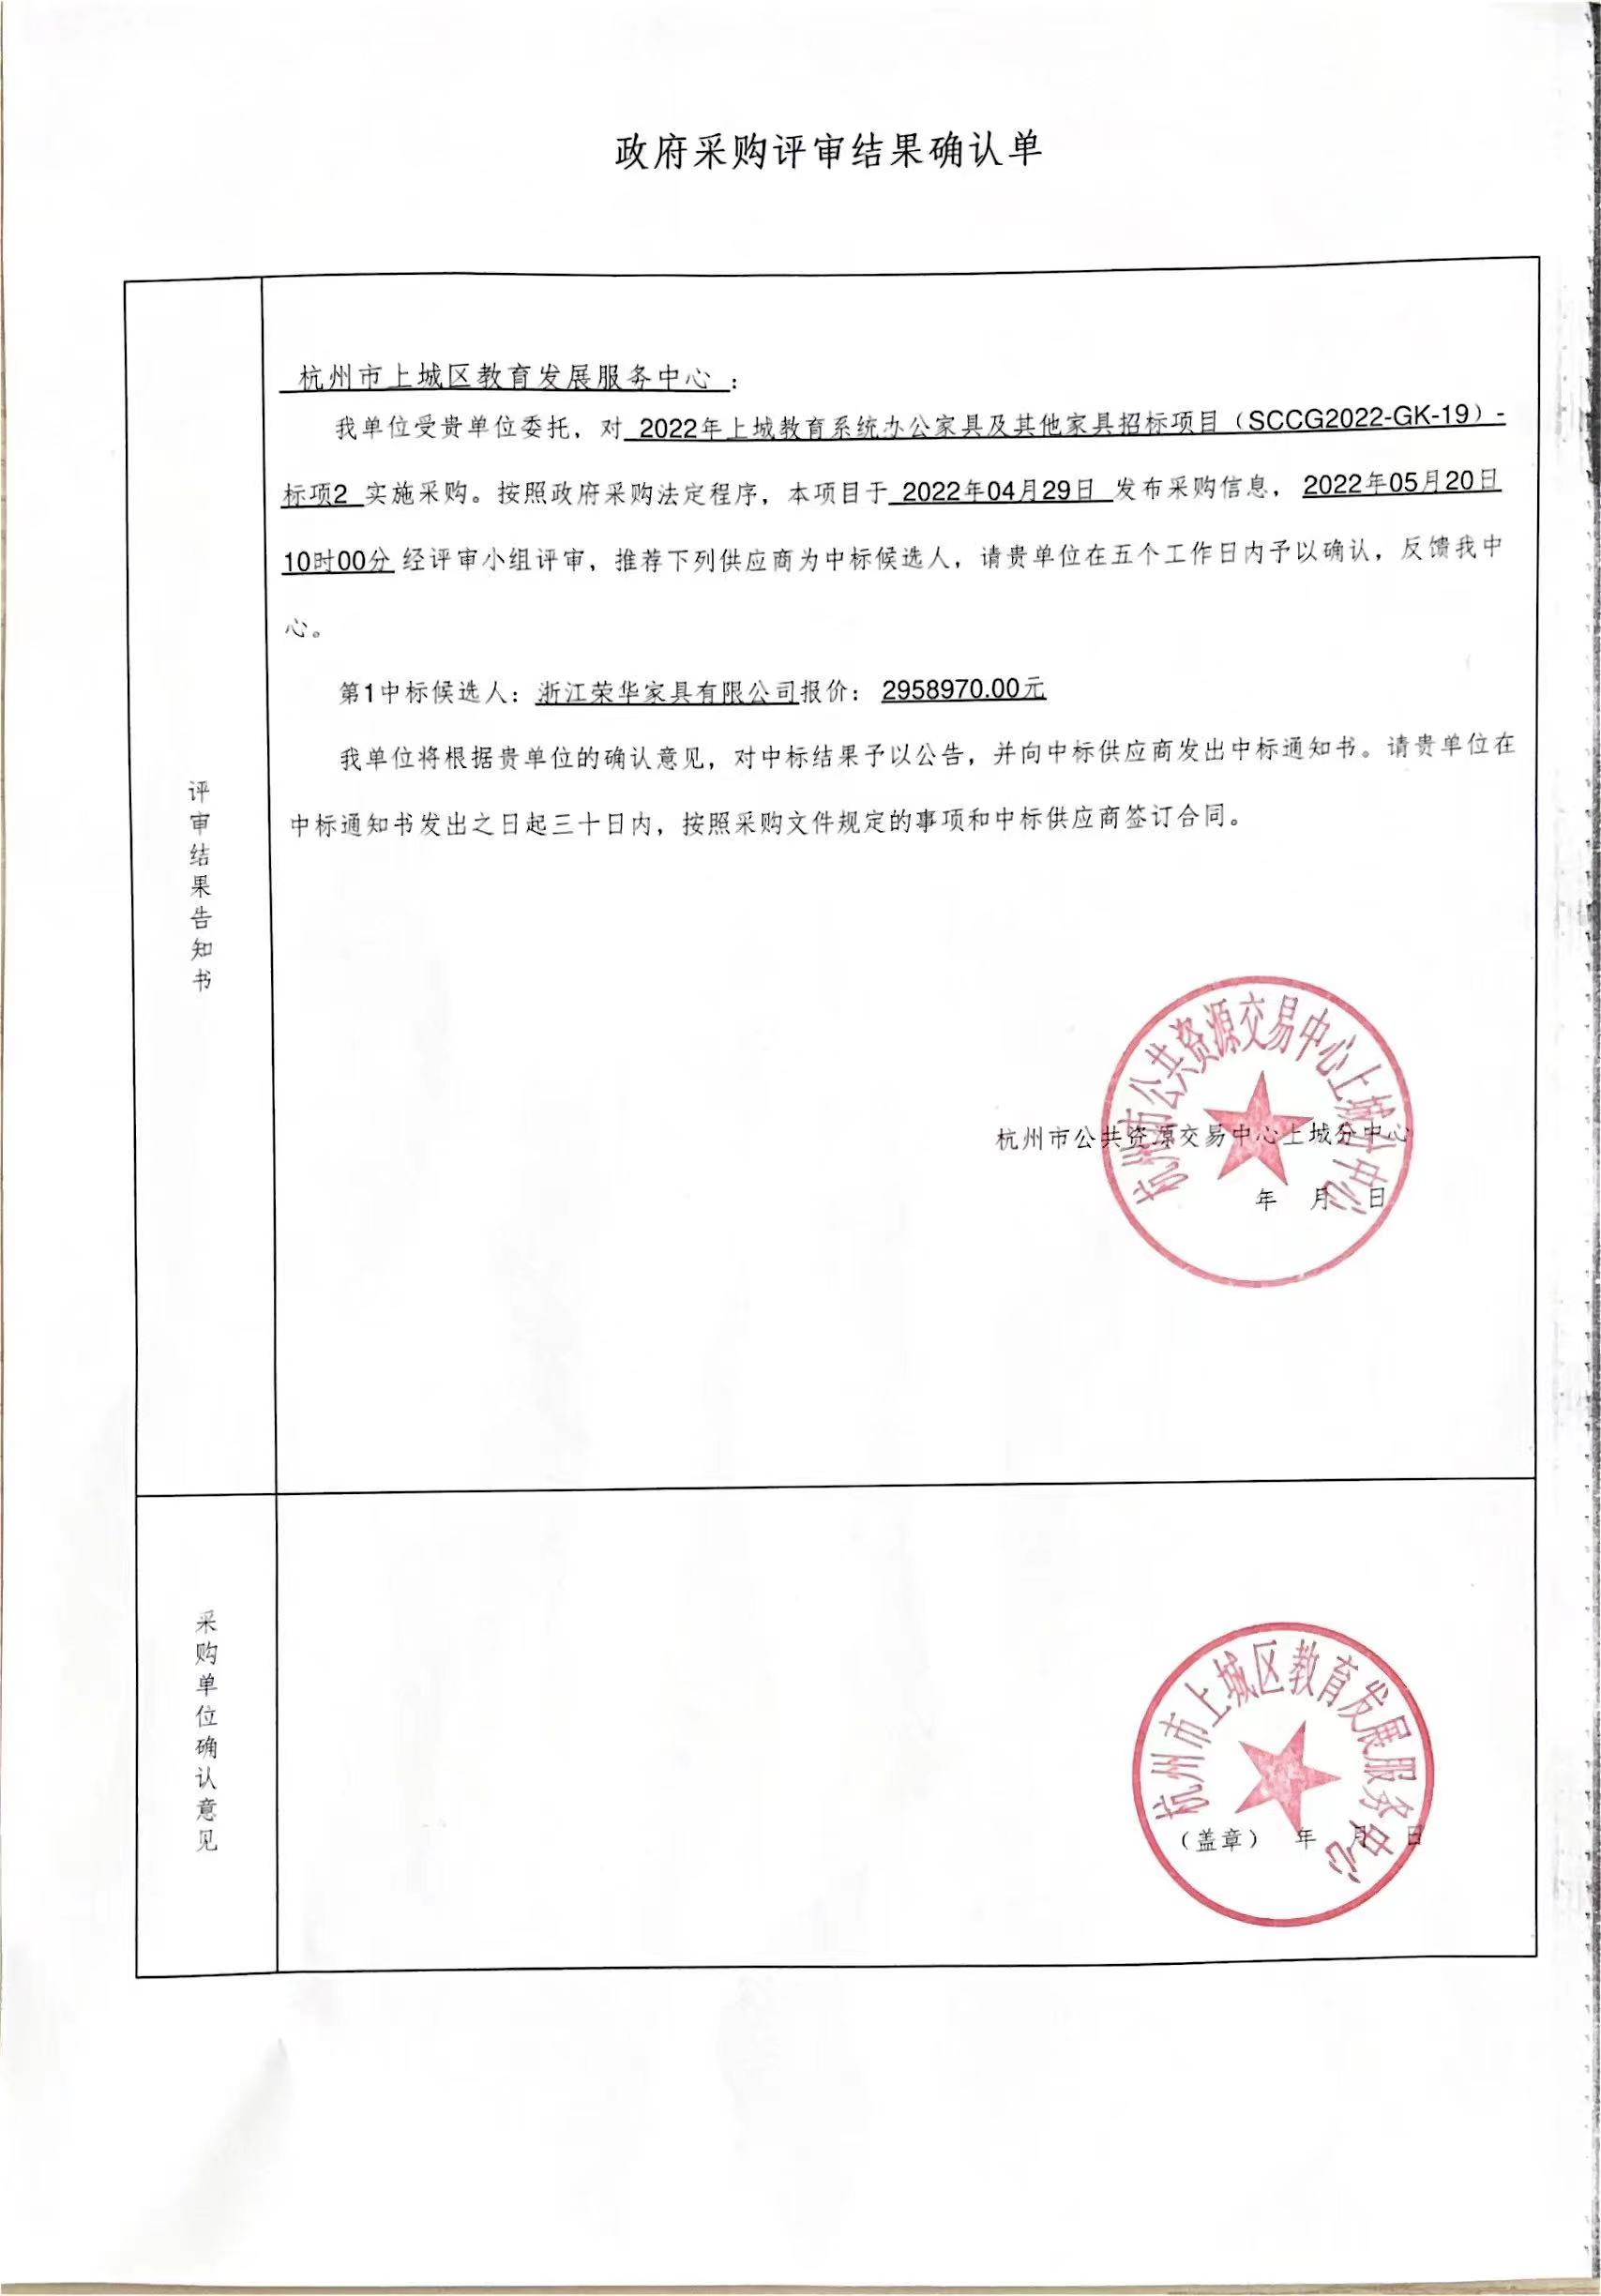 政府采购评审结果确认单
杭州市上城区教育发展服务中心：
我单位受贵单位委托，对 2022年上城教育系统办公家具及其他家具招标项目（SCCG2022-GK-19）-
标项2 实施采购。按照政府采购法定程序，本项目于 2022年04月29日 发布采购信息， 2022年05月20日
10时00分 经评审小组评审，推荐下列供应商为中标候选人，请贵单位在五个工作日内予以确认，反馈我中
心。
第1中标候选人：浙江荣华家具有限公司报价： 2958970.00元
我单位将根据贵单位的确认意见，对中标结果予以公告，并向中标供应商发出中标通知书。请贵单位在
中标通知书发出之日起三十日内，按照采购文件规定的事项和中标供应商签订合同。
评审结果告知书
杭州市公共资源交易中心上城分中心
杭州市公共资源交易中心上城分中心
年 月 日
采购单位确认意见
杭州市上城区教育发展服务中心
（盖章） 年 月 日